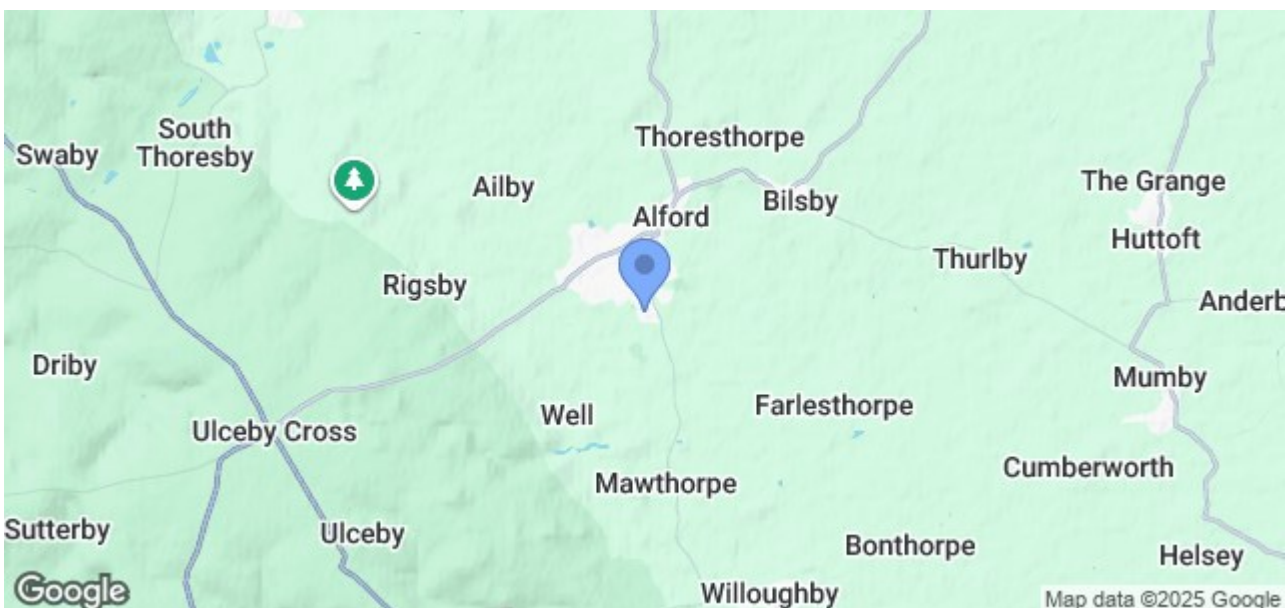 Thoresthorpe
South
Thoresby
Swaby
Ailby
The Grange
Bilsby
Alford
Huttoft
Thurlby
Rigsby
Anderb
Driby
Mumby
Farlesthorpe
Well
Ulceby Cross
Cumberworth
Mawthorpe
Sutterby
Ulceby
Bonthorpe
Helsey
Willoughby
Google
Map data ©2025 Google